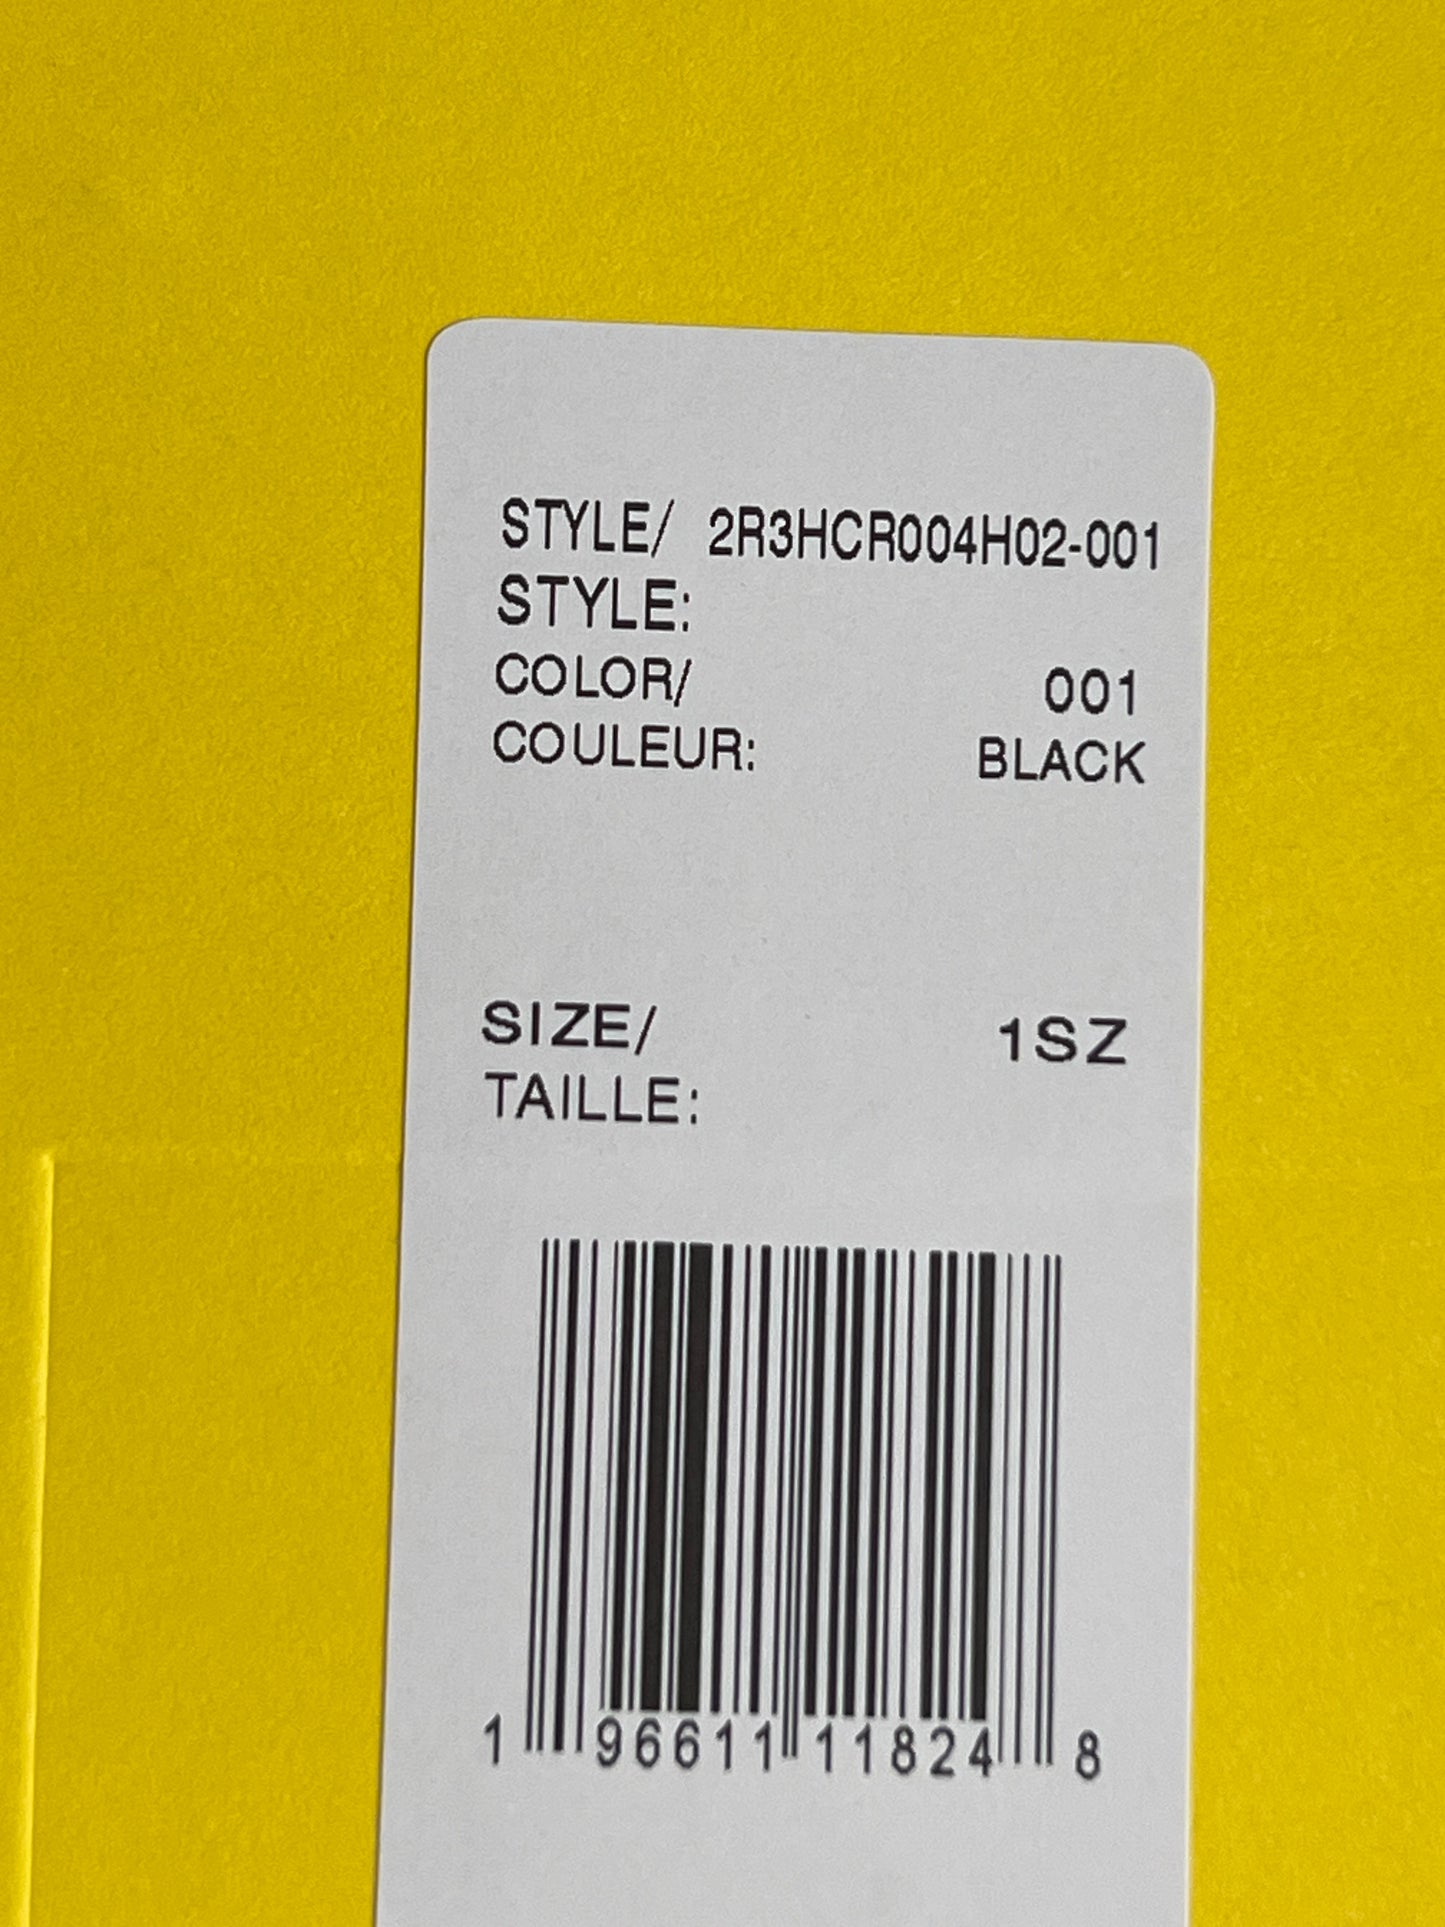 STYLE/ 2R3HCR004H02-001
STYLE:
COLOR/ 001
COULEUR: BLACK
SIZE/ 1SZ
TAILLE:
1 96611 11824 8